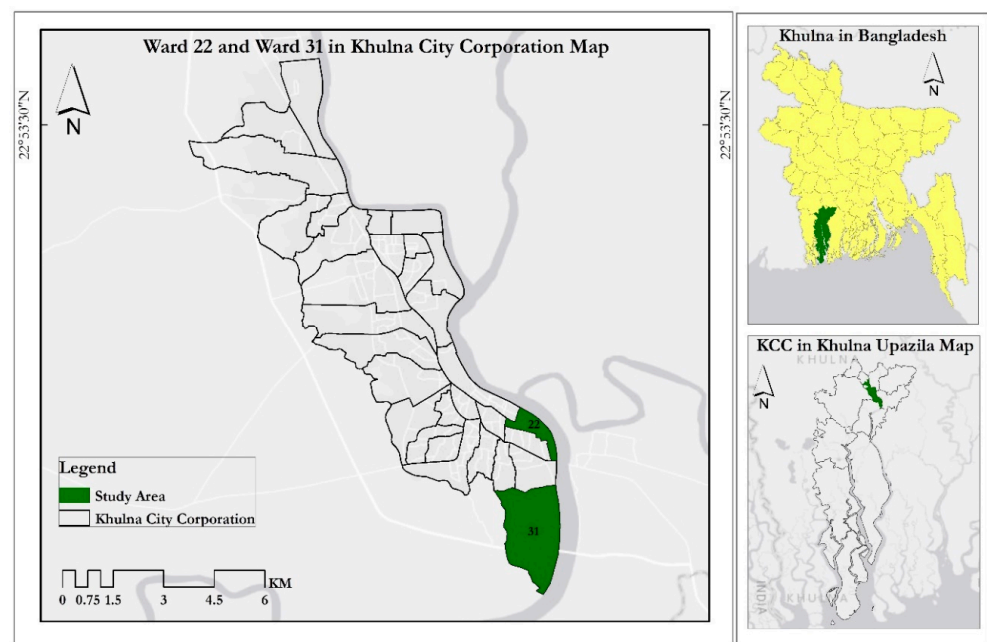 Ward 22 and Ward 31 in Khulna City Corporation Map
N
22°53'30"N
22°53'30"N
22
31
Legend
Study Area
Khulna City Corporation
KM
0 0.75 1.5 3 4.5 6
Khulna in Bangladesh
N
KCC in Khulna Upazila Map
KHULNA
N
INDIA
KHULNA